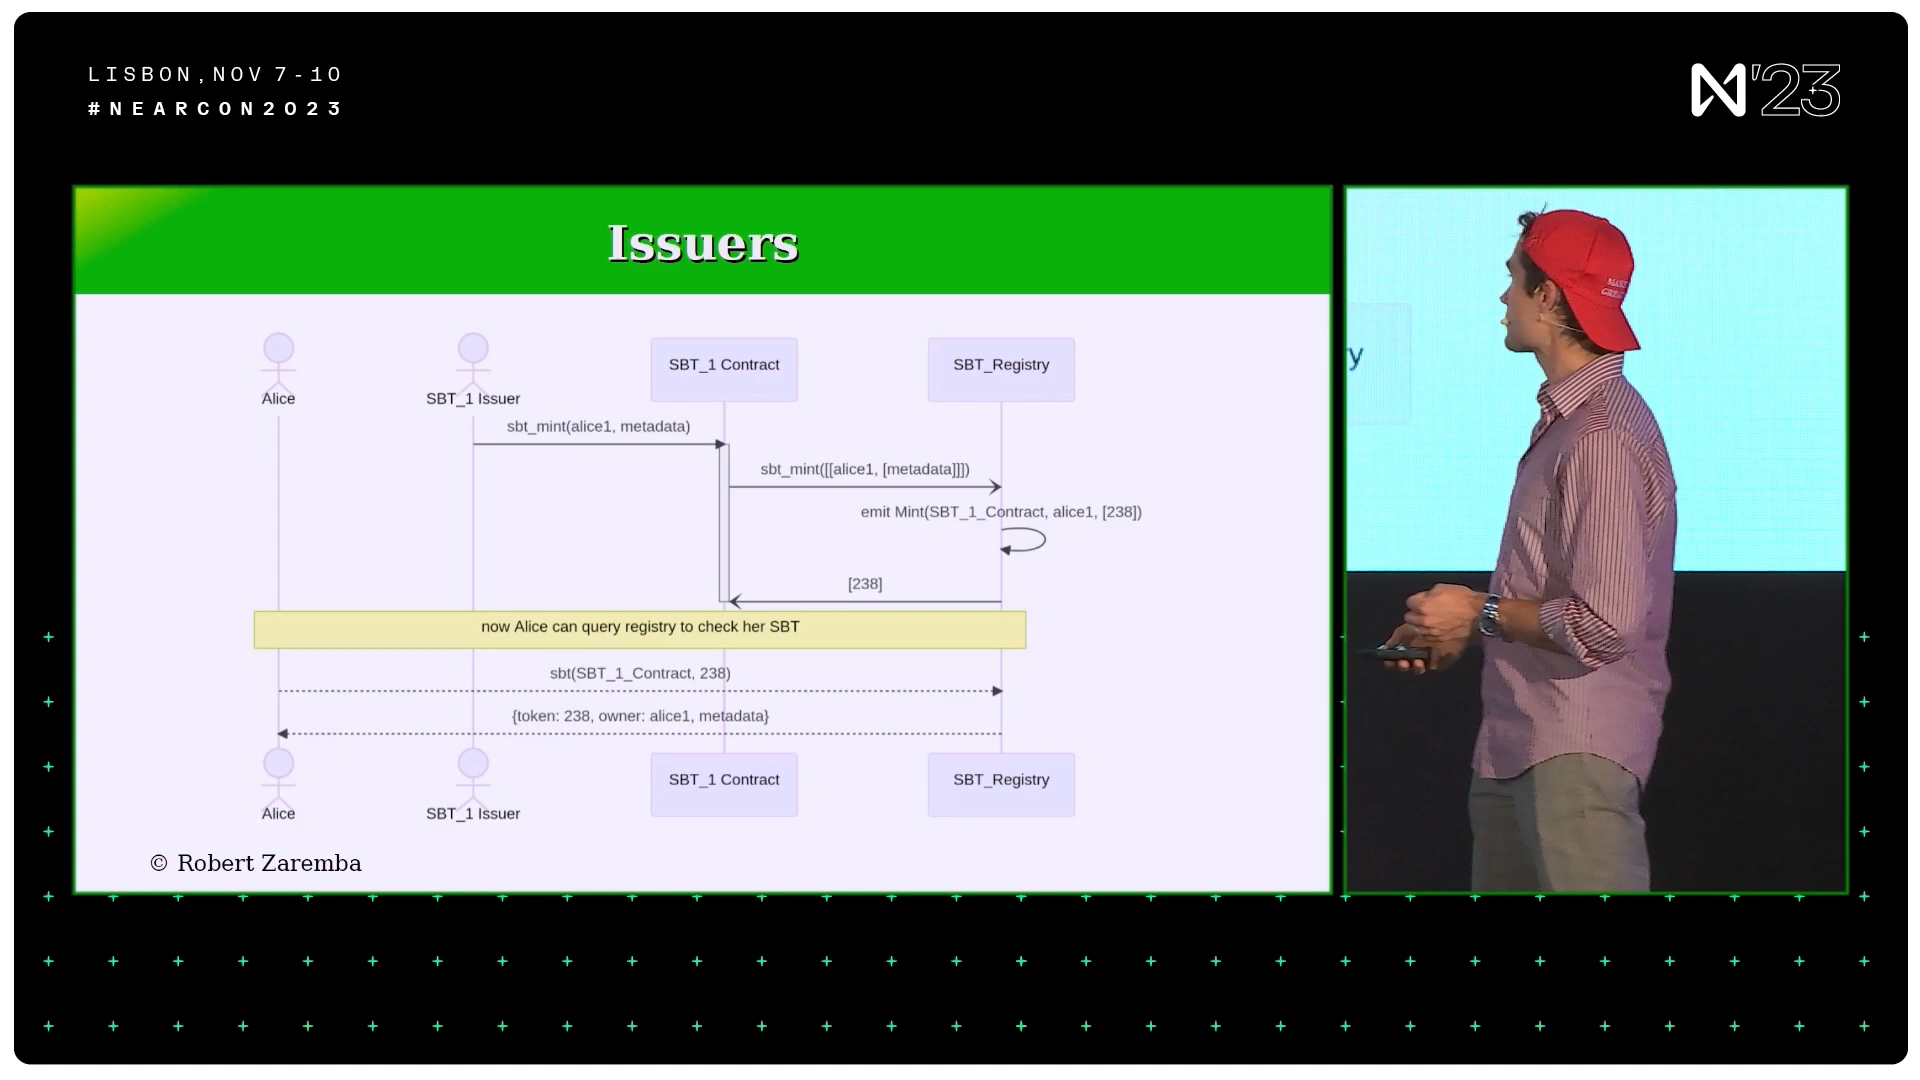 LISBON, NOV 7-10
#NEARCON2023
N'23
Issuers
Alice
SBT_1 Issuer
SBT_1 Contract
SBT_Registry
sbt_mint(alice1, metadata)
sbt_mint([[alice1, [metadata]]])
emit Mint(SBT_1_Contract, alice1, [238])
[238]
now Alice can query registry to check her SBT
sbt(SBT_1_Contract, 238)
{token: 238, owner: alice1, metadata}
Alice
SBT_1 Issuer
SBT_1 Contract
SBT_Registry
© Robert Zaremba
y
GREAT